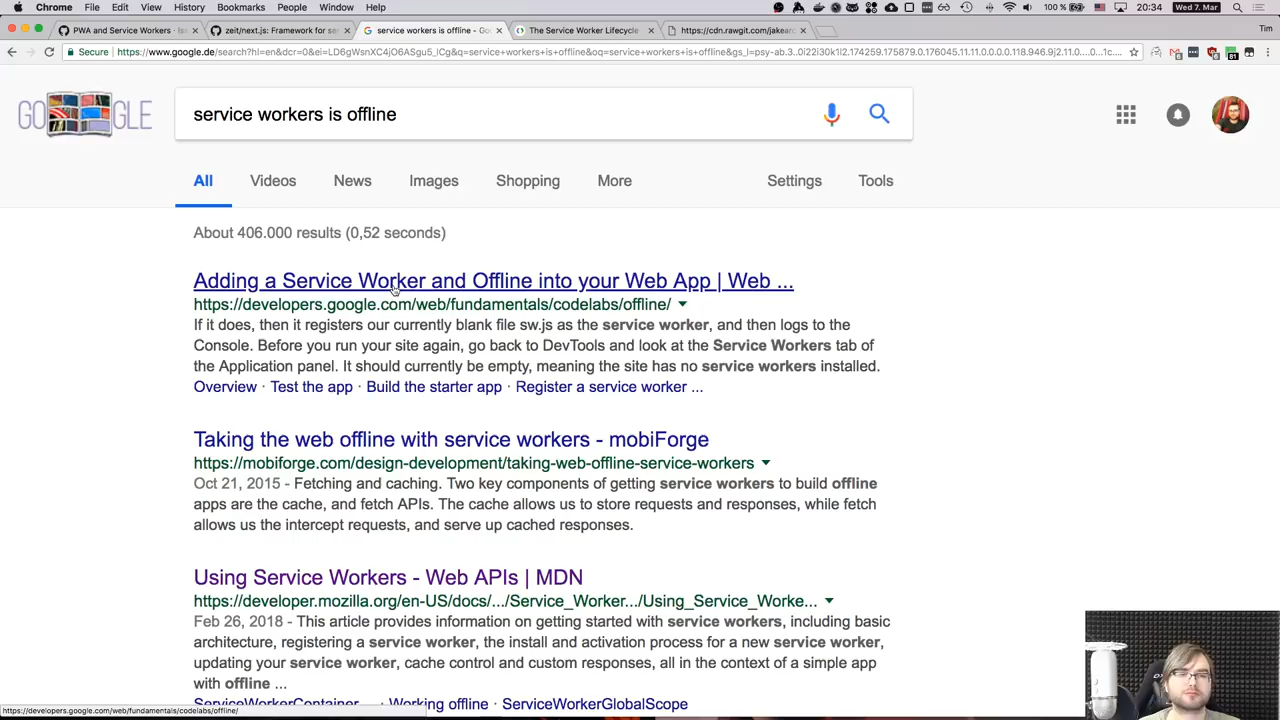 Chrome File Edit View History Bookmarks People Window Help
100 % 20:34 Wed 7. Mar
PWA and Service Workers · Iss
zeit/next.js: Framework for se
service workers is offline - Go
The Service Worker Lifecycle
https://cdn.rawgit.com/jakearc
Tim
Secure
https://www.google.de/search?hl=en&dcr=0&ei=LD6gWsnXC4jO6ASgu5_ICg&q=service+workers+is+offline&oq=service+workers+is+offline&gs_l=psy-ab.3..0i22i30k1l2.174259.175879.0.176045.11.11.0.0.0.0.118.946.9j2.11.0....0...1c....
GOOGLE
service workers is offline
All Videos News Images Shopping More Settings Tools
About 406.000 results (0,52 seconds)
Adding a Service Worker and Offline into your Web App | Web ...
https://developers.google.com/web/fundamentals/codelabs/offline/
If it does, then it registers our currently blank file sw.js as the service worker, and then logs to the
Console. Before you run your site again, go back to DevTools and look at the Service Workers tab of
the Application panel. It should currently be empty, meaning the site has no service workers installed.
Overview · Test the app · Build the starter app · Register a service worker ...
Taking the web offline with service workers - mobiForge
https://mobiforge.com/design-development/taking-web-offline-service-workers
Oct 21, 2015 - Fetching and caching. Two key components of getting service workers to build offline
apps are the cache, and fetch APIs. The cache allows us to store requests and responses, while fetch
allows us the intercept requests, and serve up cached responses.
Using Service Workers - Web APIs | MDN
https://developer.mozilla.org/en-US/docs/.../Service_Worker.../Using_Service_Worke...
Feb 26, 2018 - This article provides information on getting started with service workers, including basic
architecture, registering a service worker, the install and activation process for a new service worker,
updating your service worker, cache control and custom responses, all in the context of a simple app
with offline ...
ServiceWorkerContainer · Working offline · ServiceWorkerGlobalScope
https://developers.google.com/web/fundamentals/codelabs/offline/